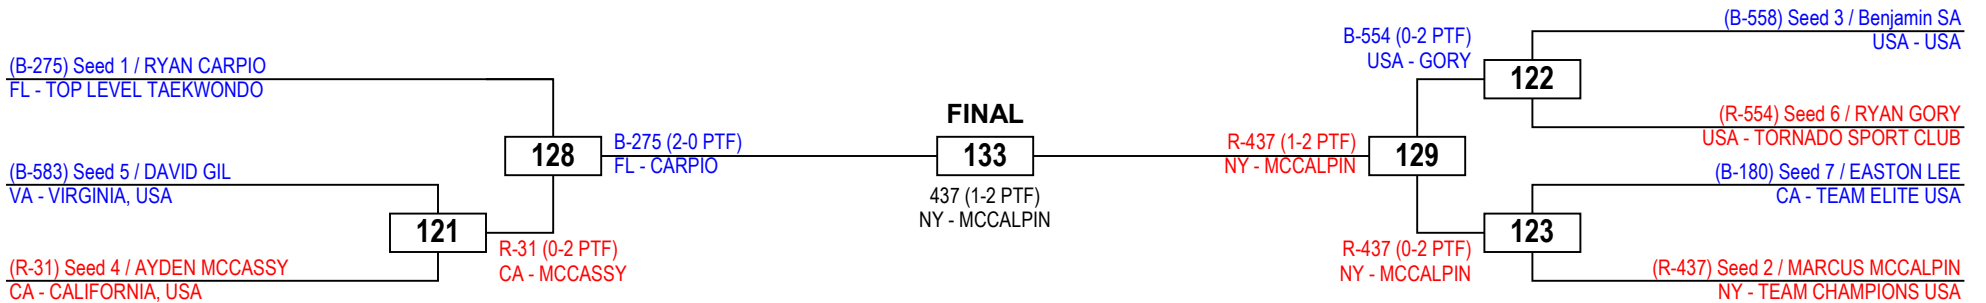 (B-275) Seed 1 / RYAN CARPIO
FL - TOP LEVEL TAEKWONDO
(B-583) Seed 5 / DAVID GIL
VA - VIRGINIA, USA
(R-31) Seed 4 / AYDEN MCCASSY
CA - CALIFORNIA, USA
121
R-31 (0-2 PTF)
CA - MCCASSY
128
B-275 (2-0 PTF)
FL - CARPIO
FINAL
133
437 (1-2 PTF)
NY - MCCALPIN
R-437 (1-2 PTF)
NY - MCCALPIN
129
B-554 (0-2 PTF)
USA - GORY
R-437 (0-2 PTF)
NY - MCCALPIN
122
123
(B-558) Seed 3 / Benjamin SA
USA - USA
(R-554) Seed 6 / RYAN GORY
USA - TORNADO SPORT CLUB
(B-180) Seed 7 / EASTON LEE
CA - TEAM ELITE USA
(R-437) Seed 2 / MARCUS MCCALPIN
NY - TEAM CHAMPIONS USA